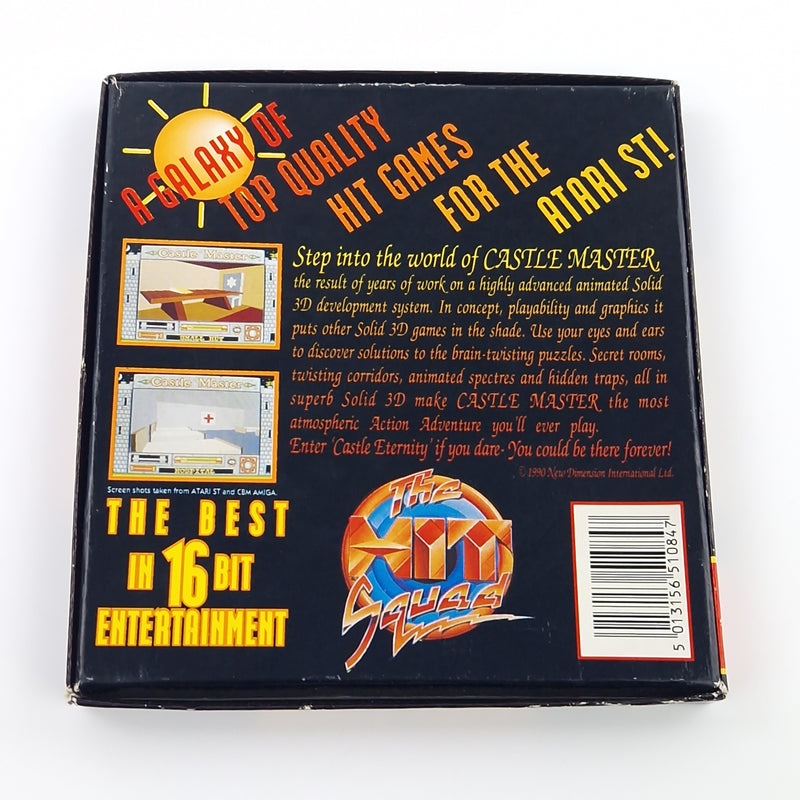 A GALAXY OF
TOP QUALITY
HIT GAMES
FOR THE
ATARI ST!
Castle Master
SMALL HUT
Castle Master
HOSPITAL
Screen shots taken from ATARI ST and CBM AMIGA.
Step into the world of CASTLE MASTER,
the result of years of work on a highly advanced animated Solid
3D development system. In concept, playability and graphics it
puts other Solid 3D games in the shade. Use your eyes and ears
to discover solutions to the brain-twisting puzzles. Secret rooms,
twisting corridors, animated spectres and hidden traps, all in
superb Solid 3D make CASTLE MASTER the most
atmospheric Action Adventure you'll ever play.
Enter 'Castle Eternity' if you dare- You could be there forever!
© 1990 New Dimension International Ltd.
THE BEST
IN 16 BIT
ENTERTAINMENT
The
HIT
Squad
5 013156 510847